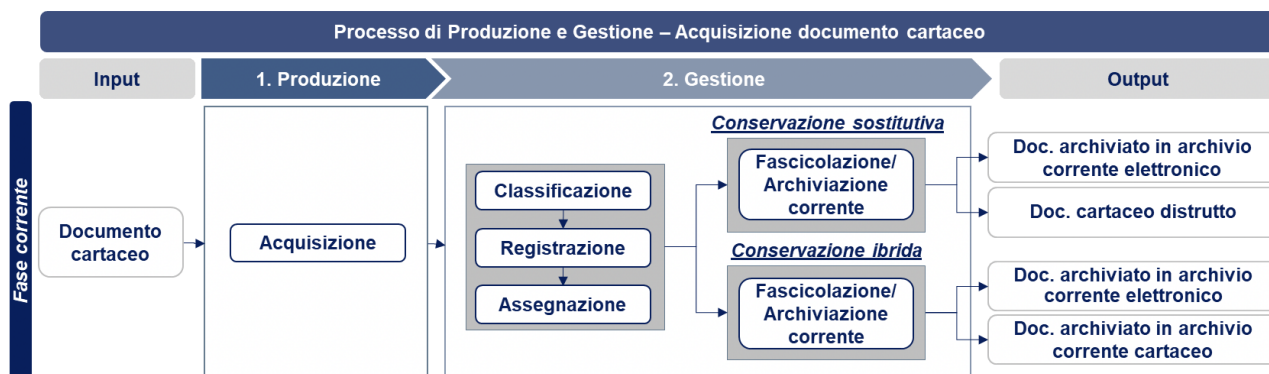 Processo di Produzione e Gestione – Acquisizione documento cartaceo
Input
1. Produzione
2. Gestione
Output
Fase corrente
Documento
cartaceo
Acquisizione
Classificazione
Registrazione
Assegnazione
Conservazione sostitutiva
Fascicolazione/
Archiviazione
corrente
Conservazione ibrida
Fascicolazione/
Archiviazione
corrente
Doc. archiviato in archivio
corrente elettronico
Doc. cartaceo distrutto
Doc. archiviato in archivio
corrente elettronico
Doc. archiviato in archivio
corrente cartaceo